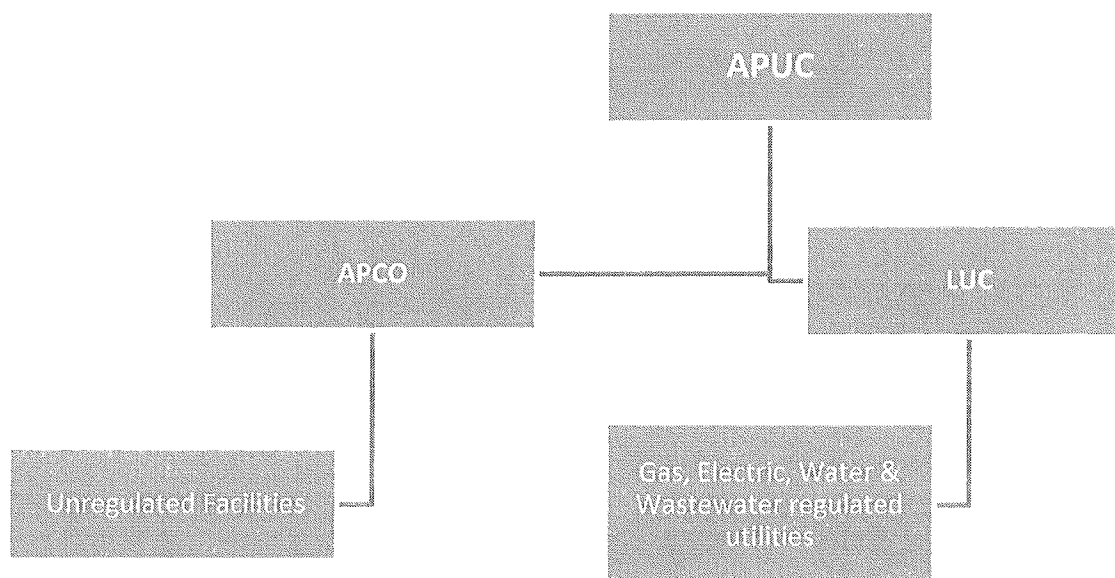 APUC
APCO
LUC
Unregulated Facilities
Gas, Electric, Water &
Wastewater regulated
utilities